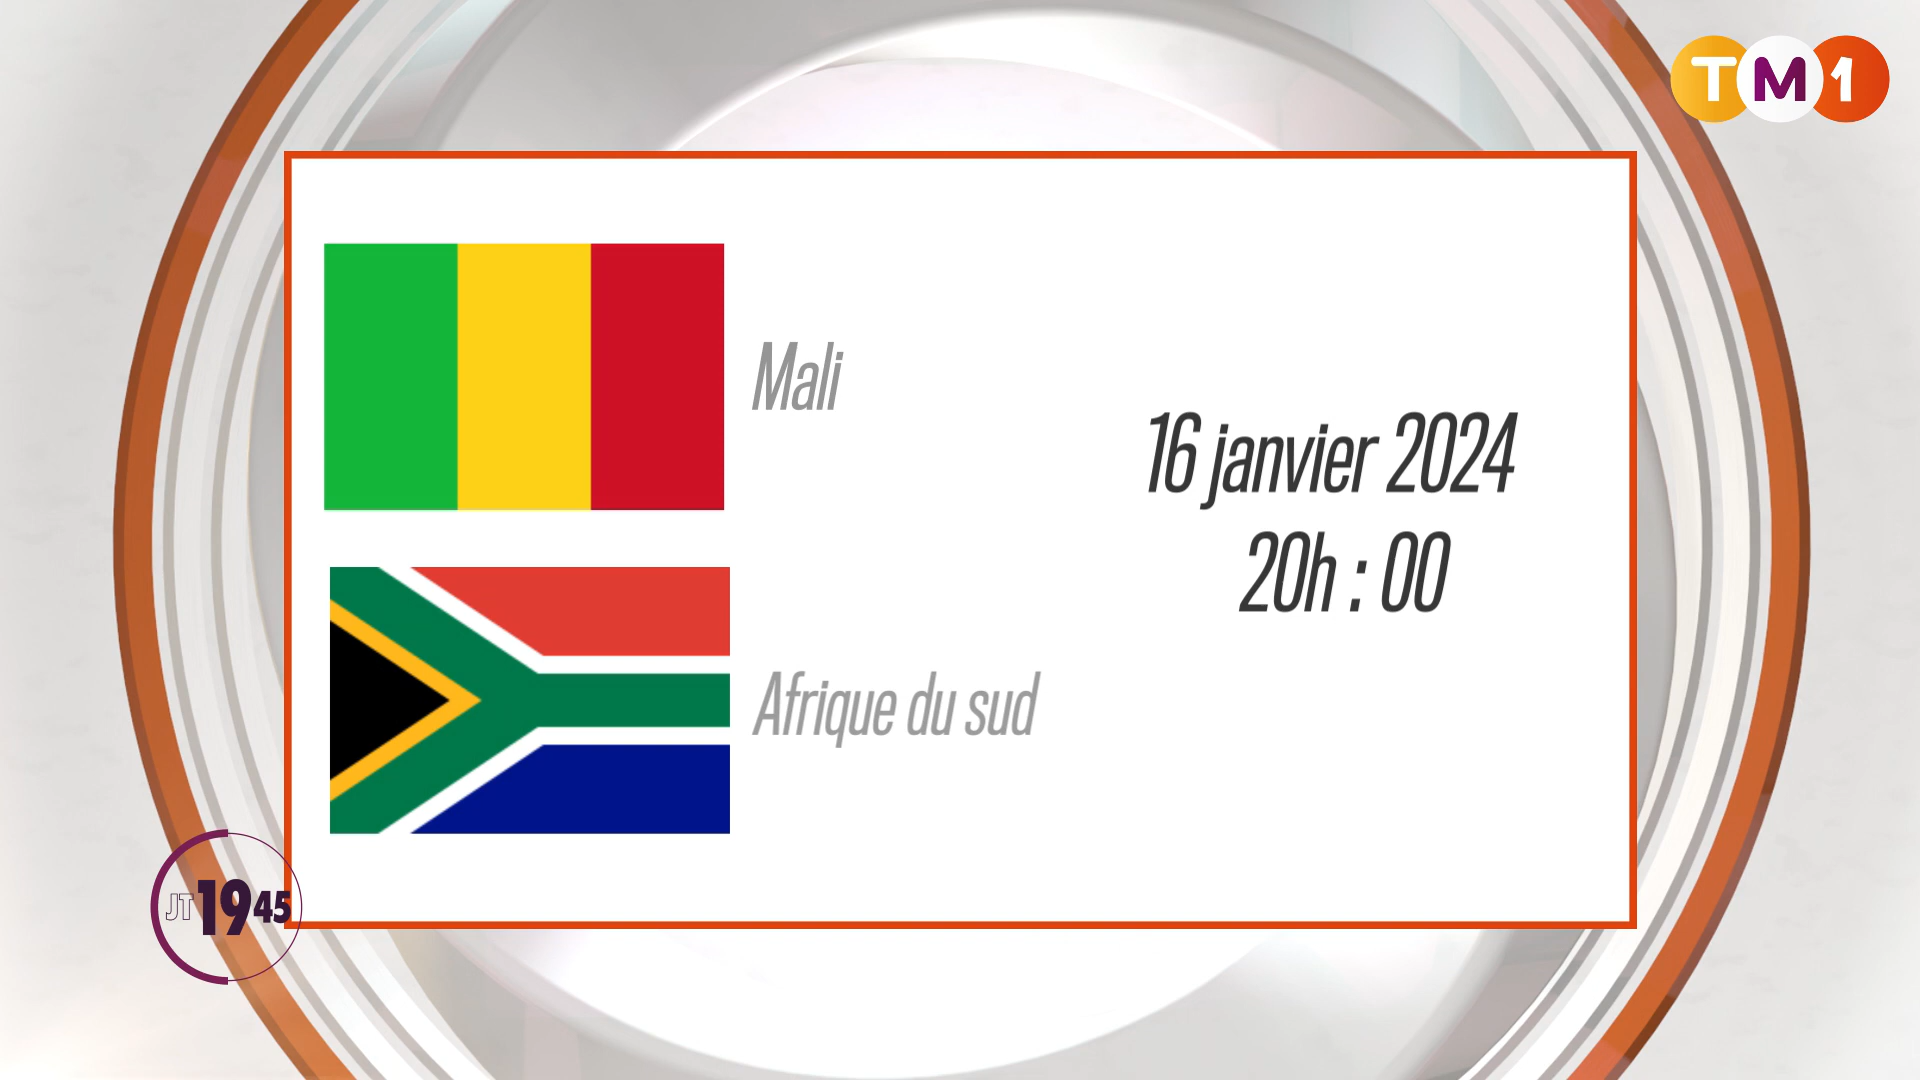 TM1
Mali
16 janvier 2024
20h : 00
Afrique du sud
JT 19 45